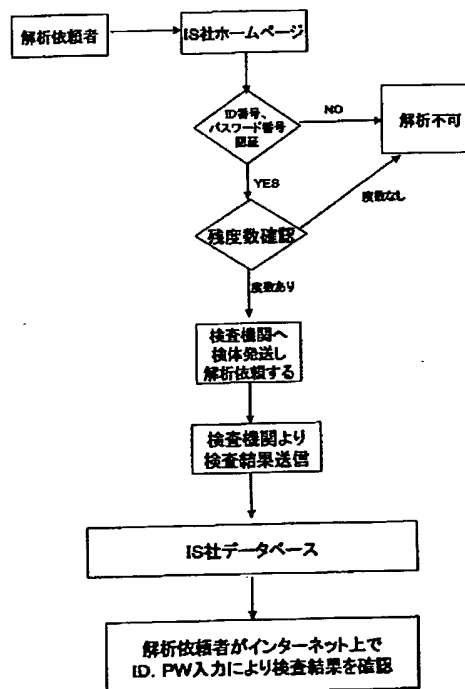 解析依頼者
IS社ホームページ
ID番号、
パスワード番号
認証
NO
解析不可
YES
度数なし
残度数確認
度数あり
検査機関へ
検体発送し
解析依頼する
検査機関より
検査結果送信
IS社データベース
解析依頼者がインターネット上で
ID. PW入力により検査結果を確認